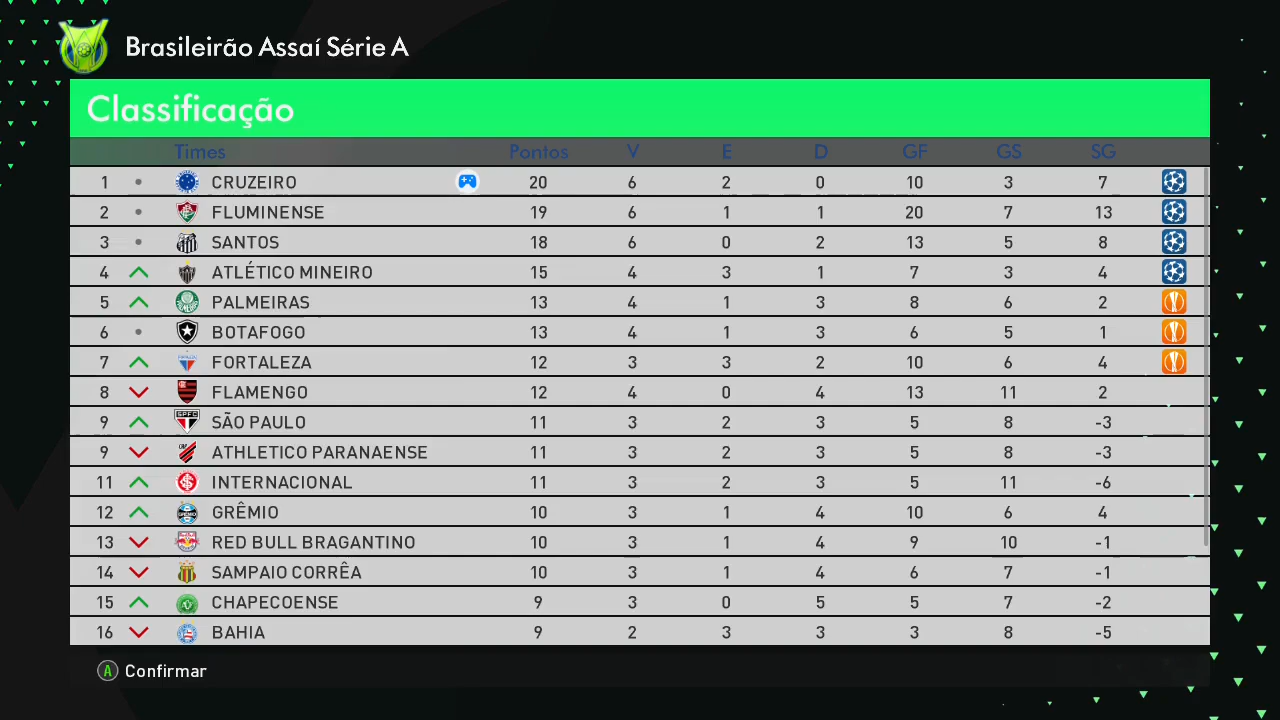 Brasileirão Assaí Série A
Classificação
Times Pontos V E D GF GS SG
1 CRUZEIRO 20 6 2 0 10 3 7
2 FLUMINENSE 19 6 1 1 20 7 13
3 SANTOS 18 6 0 2 13 5 8
4 ATLÉTICO MINEIRO 15 4 3 1 7 3 4
5 PALMEIRAS 13 4 1 3 8 6 2
6 BOTAFOGO 13 4 1 3 6 5 1
7 FORTALEZA 12 3 3 2 10 6 4
8 FLAMENGO 12 4 0 4 13 11 2
9 SÃO PAULO 11 3 2 3 5 8 -3
9 ATHLETICO PARANAENSE 11 3 2 3 5 8 -3
11 INTERNACIONAL 11 3 2 3 5 11 -6
12 GRÊMIO 10 3 1 4 10 6 4
13 RED BULL BRAGANTINO 10 3 1 4 9 10 -1
14 SAMPAIO CORRÊA 10 3 1 4 6 7 -1
15 CHAPECOENSE 9 3 0 5 5 7 -2
16 BAHIA 9 2 3 3 3 8 -5
A Confirmar